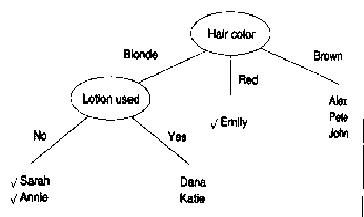 Hair color
Blonde
Brown
Red
Lotion used
Alex
√ Emily
Pete
John
No
Yes
√ Sarah
Dana
√ Annie
Katie